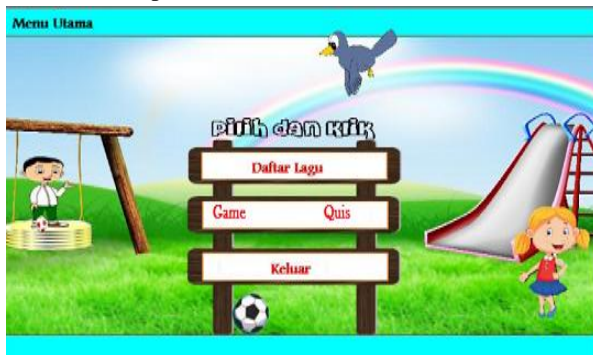 Menu Utama
Pilih dan Klik
Daftar Lagu
Game Quis
Keluar